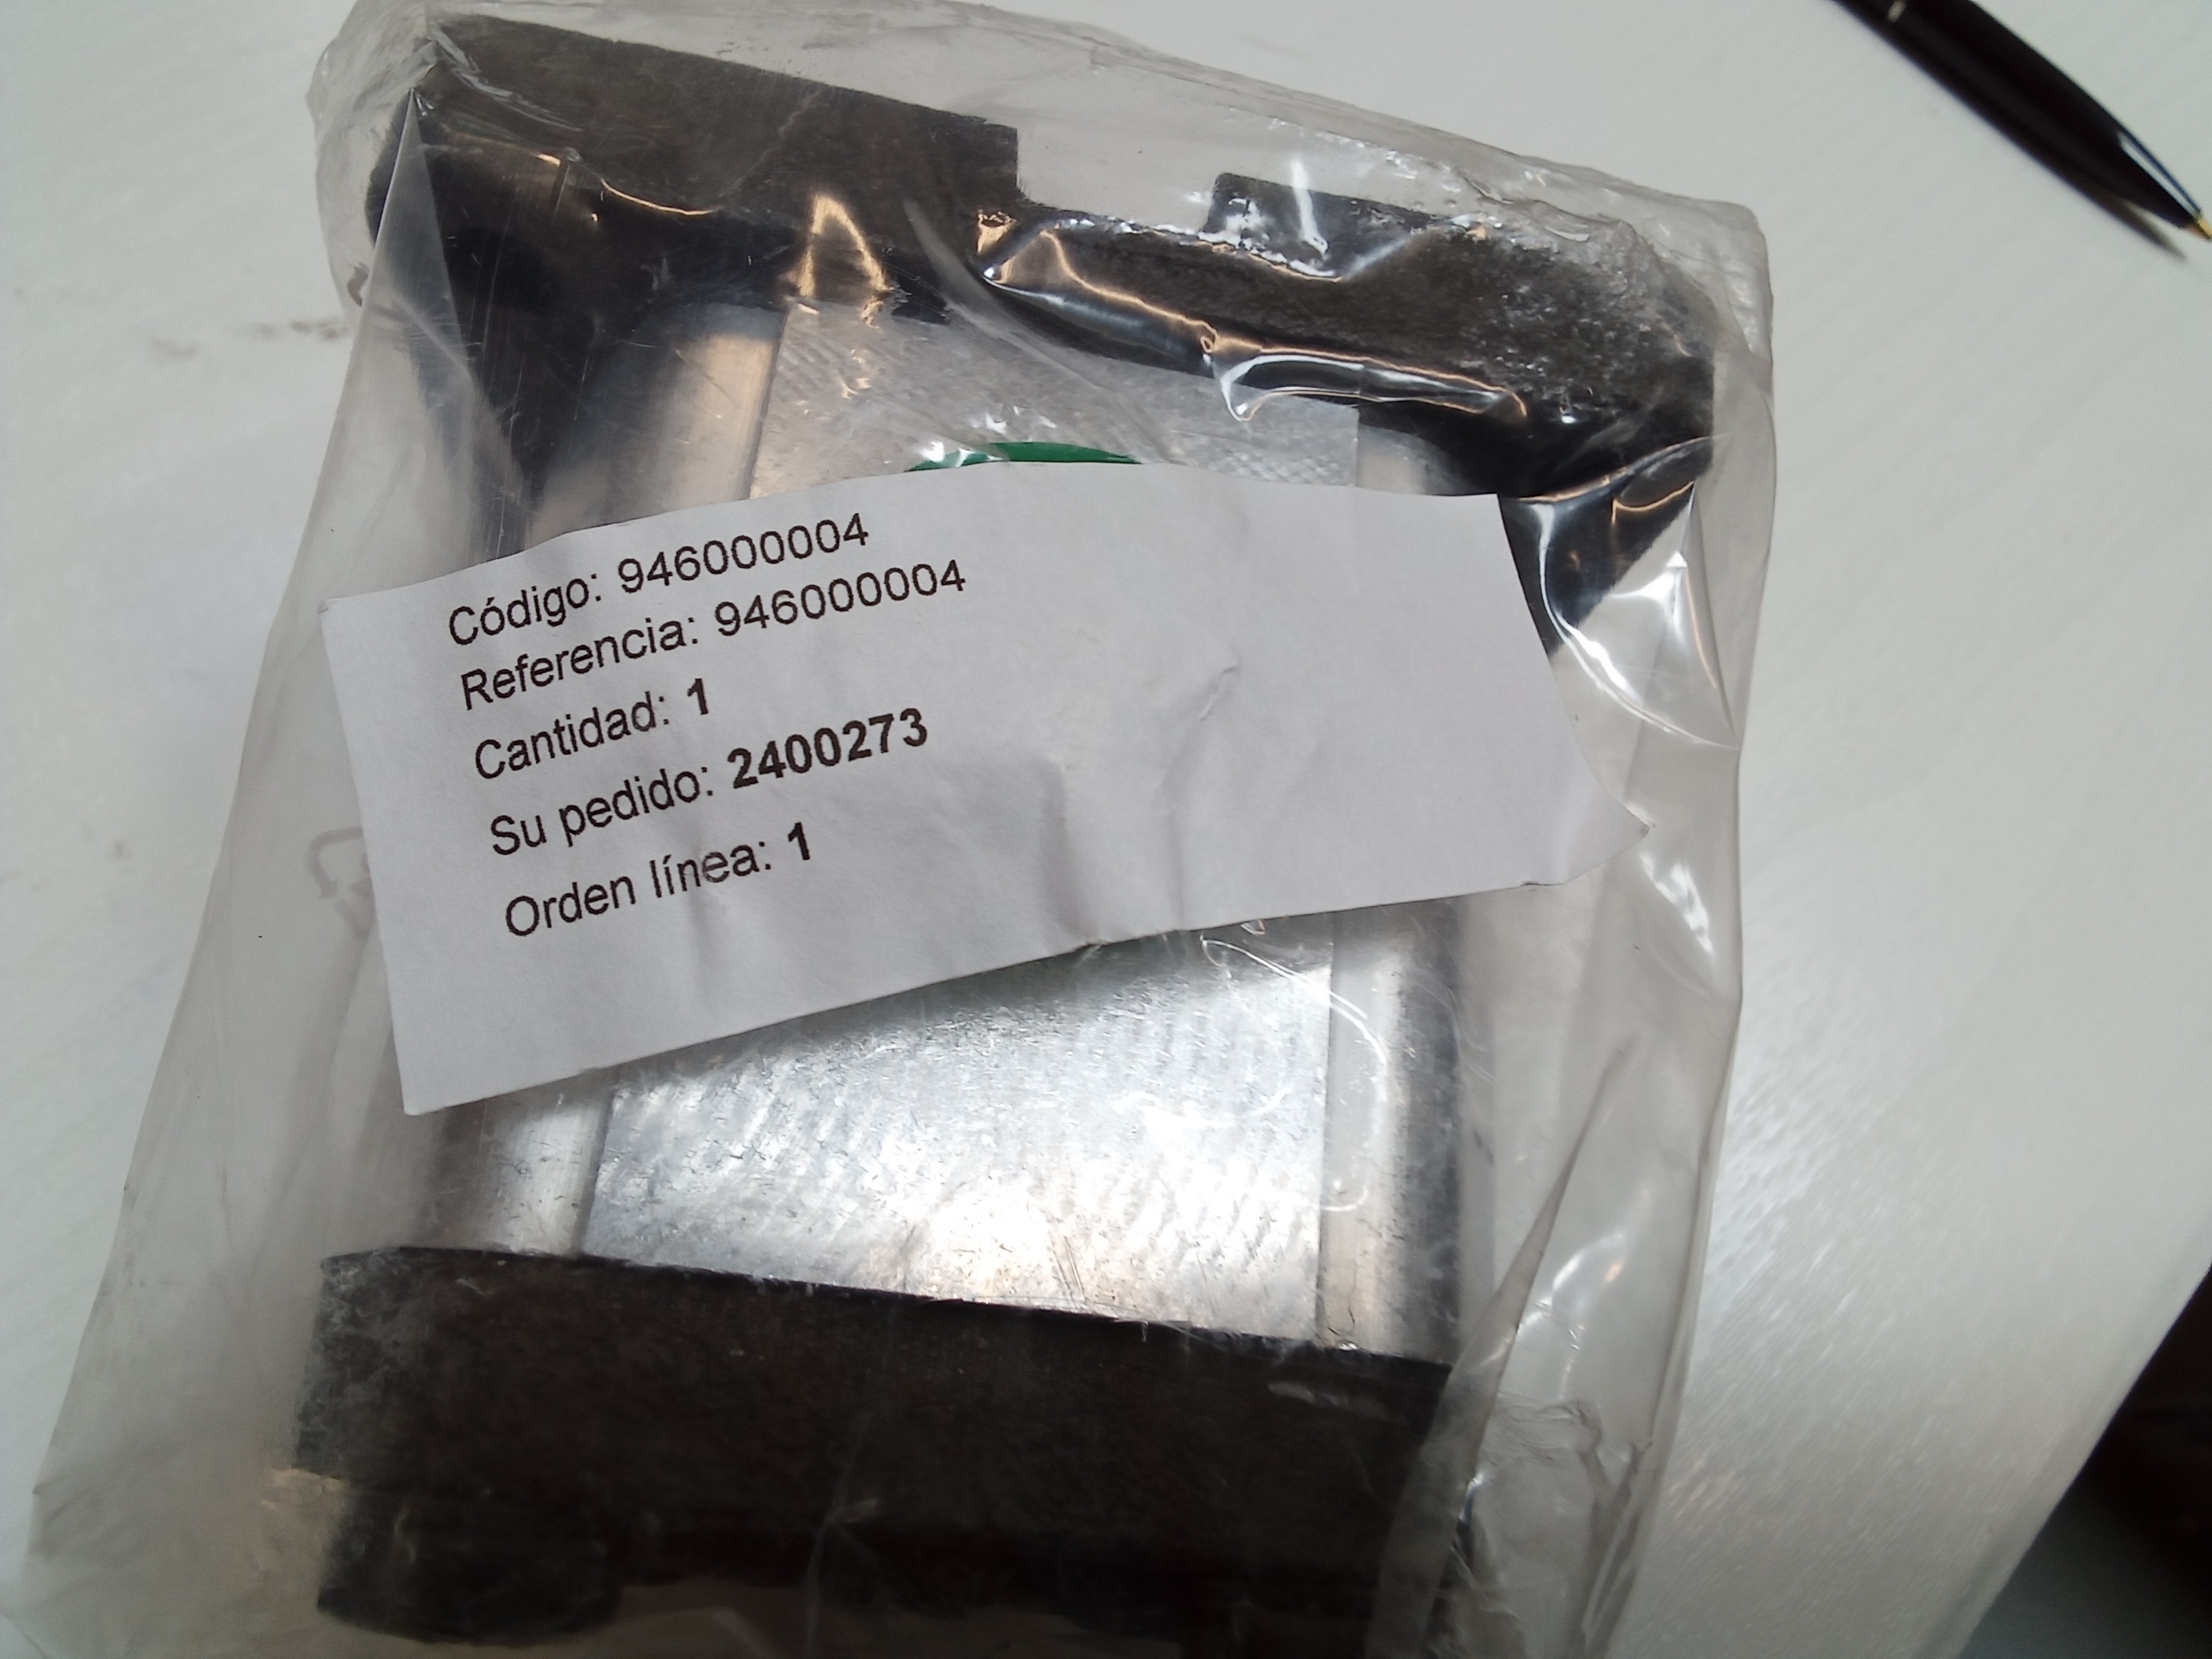 Código: 946000004
Referencia: 946000004
Cantidad: 1
Su pedido: 2400273
Orden línea: 1